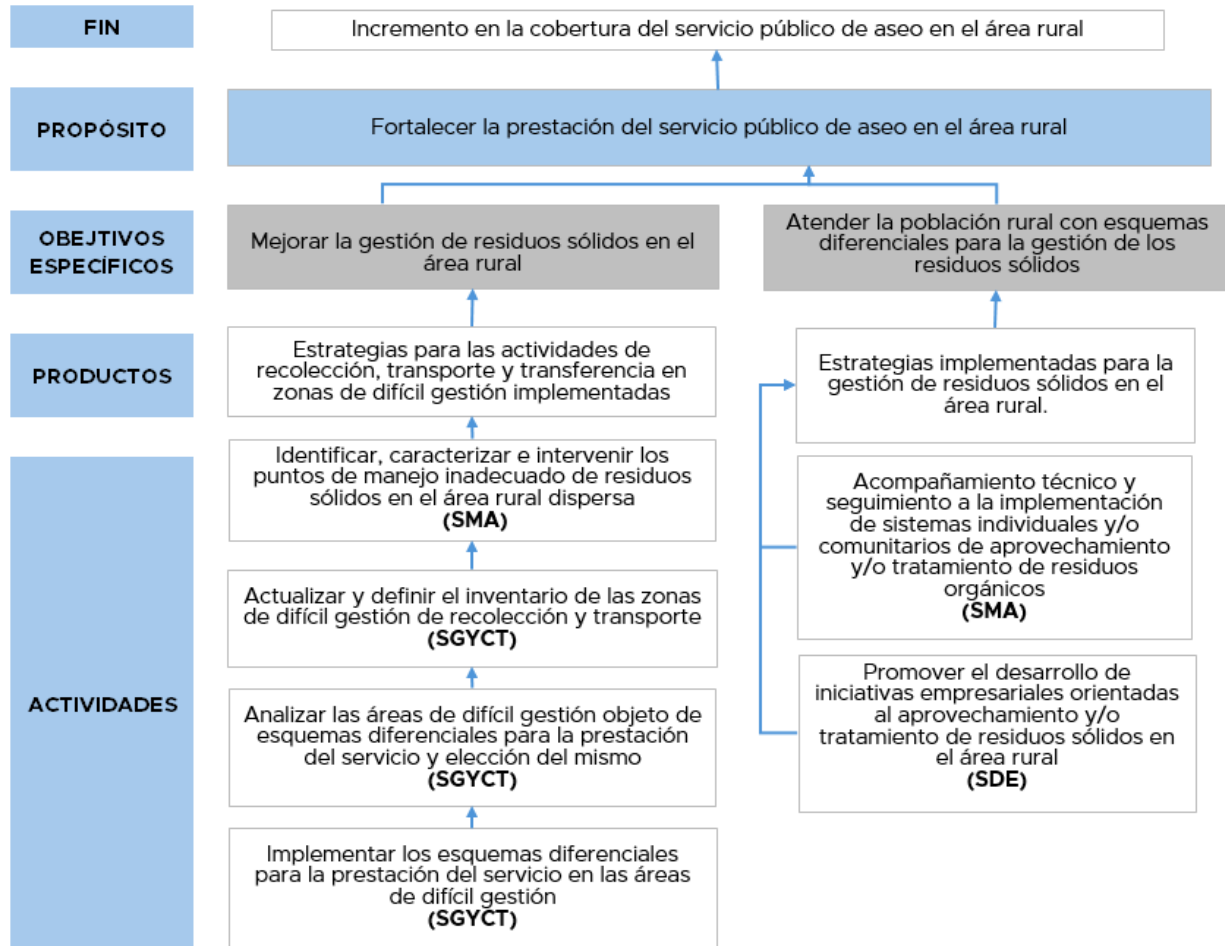 FIN
Incremento en la cobertura del servicio público de aseo en el área rural
PROPÓSITO
Fortalecer la prestación del servicio público de aseo en el área rural
OBEJTIVOS
ESPECÍFICOS
Mejorar la gestión de residuos sólidos en el
área rural
Atender la población rural con esquemas
diferenciales para la gestión de los
residuos sólidos
PRODUCTOS
Estrategias para las actividades de
recolección, transporte y transferencia en
zonas de difícil gestión implementadas
Estrategias implementadas para la
gestión de residuos sólidos en el
área rural.
ACTIVIDADES
Identificar, caracterizar e intervenir los
puntos de manejo inadecuado de residuos
sólidos en el área rural dispersa
(SMA)
Actualizar y definir el inventario de las zonas
de difícil gestión de recolección y transporte
(SGYCT)
Analizar las áreas de difícil gestión objeto de
esquemas diferenciales para la prestación
del servicio y elección del mismo
(SGYCT)
Implementar los esquemas diferenciales
para la prestación del servicio en las áreas
de difícil gestión
(SGYCT)
Acompañamiento técnico y
seguimiento a la implementación
de sistemas individuales y/o
comunitarios de aprovechamiento
y/o tratamiento de residuos
orgánicos
(SMA)
Promover el desarrollo de
iniciativas empresariales orientadas
al aprovechamiento y/o
tratamiento de residuos sólidos en
el área rural
(SDE)